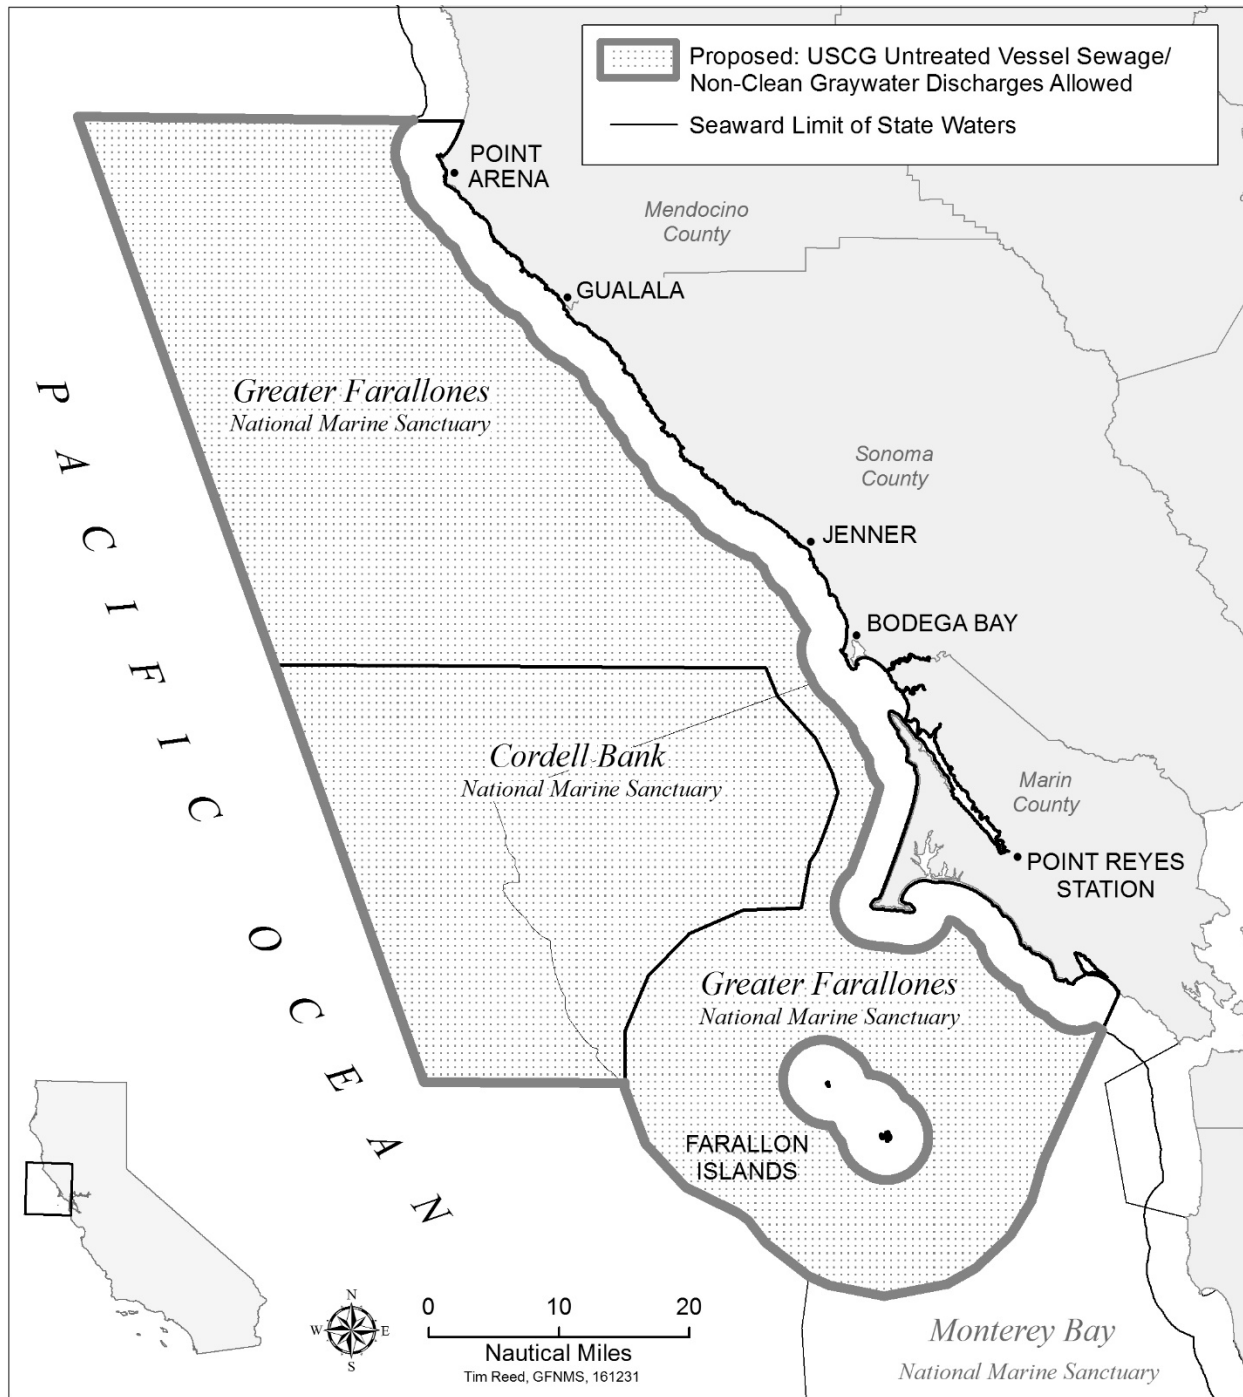 Proposed: USCG Untreated Vessel Sewage/
Non-Clean Graywater Discharges Allowed
Seaward Limit of State Waters
POINT
ARENA
Mendocino
County
GUALALA
Greater Farallones
National Marine Sanctuary
Sonoma
County
JENNER
BODEGA BAY
PACIFIC OCEAN
Cordell Bank
National Marine Sanctuary
Marin
County
POINT REYES
STATION
Greater Farallones
National Marine Sanctuary
FARALLON
ISLANDS
N
W E
S
0 10 20
Nautical Miles
Tim Reed, GFNMS, 161231
Monterey Bay
National Marine Sanctuary